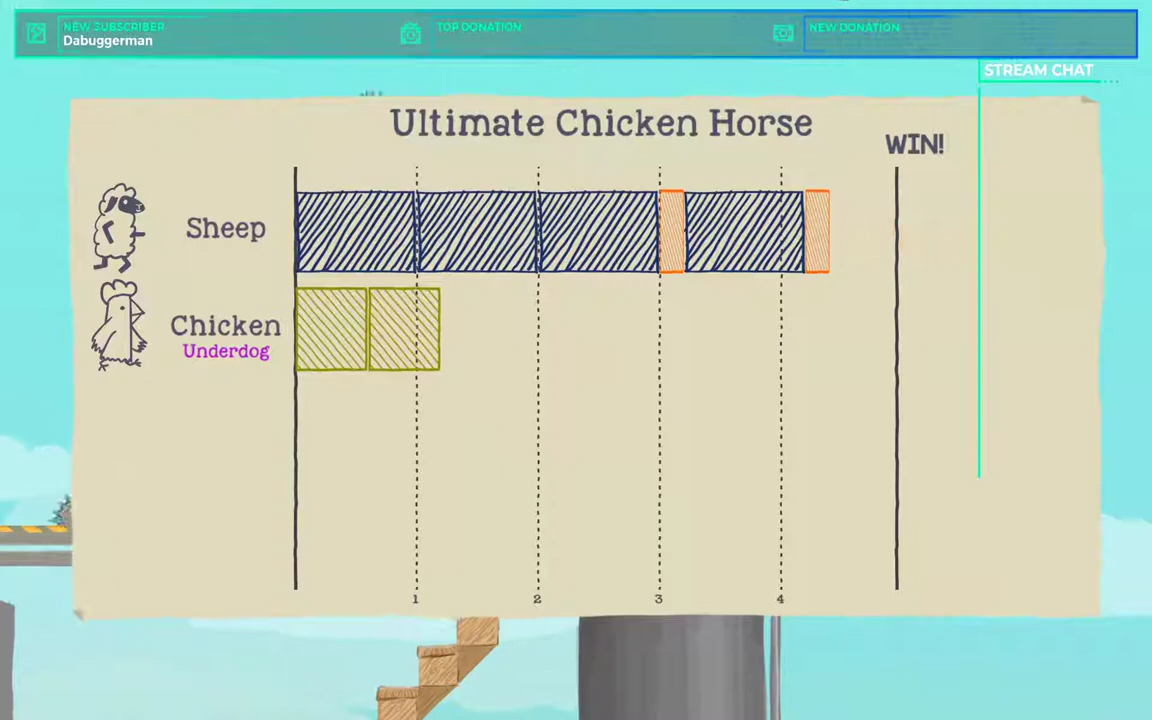 NEW SUBSCRIBER
Dabuggerman
TOP DONATION
NEW DONATION
STREAM CHAT
Ultimate Chicken Horse
WIN!
Sheep
Chicken
Underdog
1 2 3 4